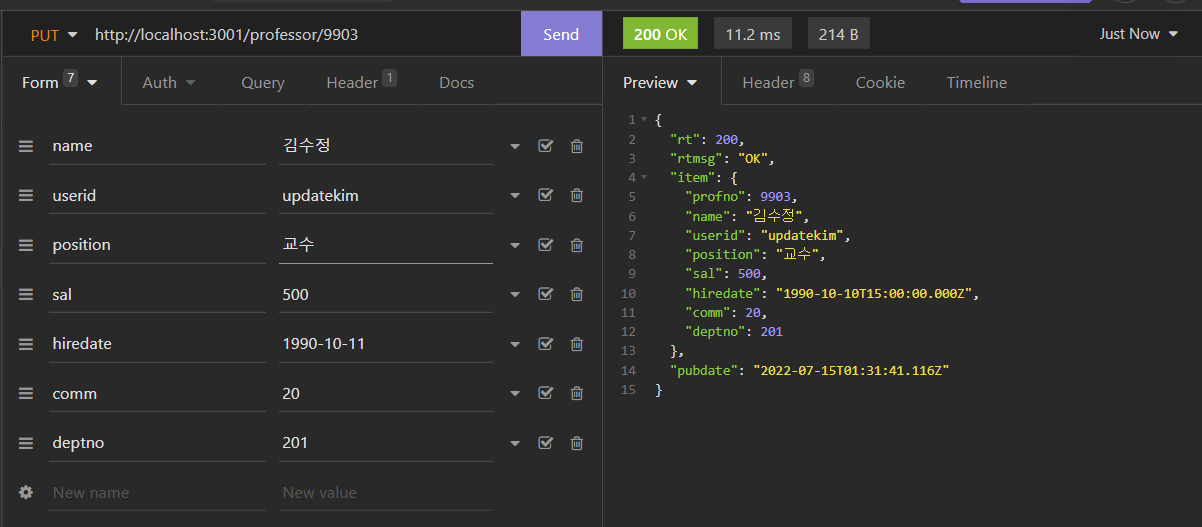 PUT http://localhost:3001/professor/9903 Send 200 OK 11.2 ms 214 B Just Now
Form 7 Auth Query Header 1 Docs Preview Header 8 Cookie Timeline
name 김수정
userid updatekim
position 교수
sal 500
hiredate 1990-10-11
comm 20
deptno 201
New name New value
1 {
2 "rt": 200,
3 "rtmsg": "OK",
4 "item": {
5 "profno": 9903,
6 "name": "김수정",
7 "userid": "updatekim",
8 "position": "교수",
9 "sal": 500,
10 "hiredate": "1990-10-10T15:00:00.000Z",
11 "comm": 20,
12 "deptno": 201
13 },
14 "pubdate": "2022-07-15T01:31:41.116Z"
15 }